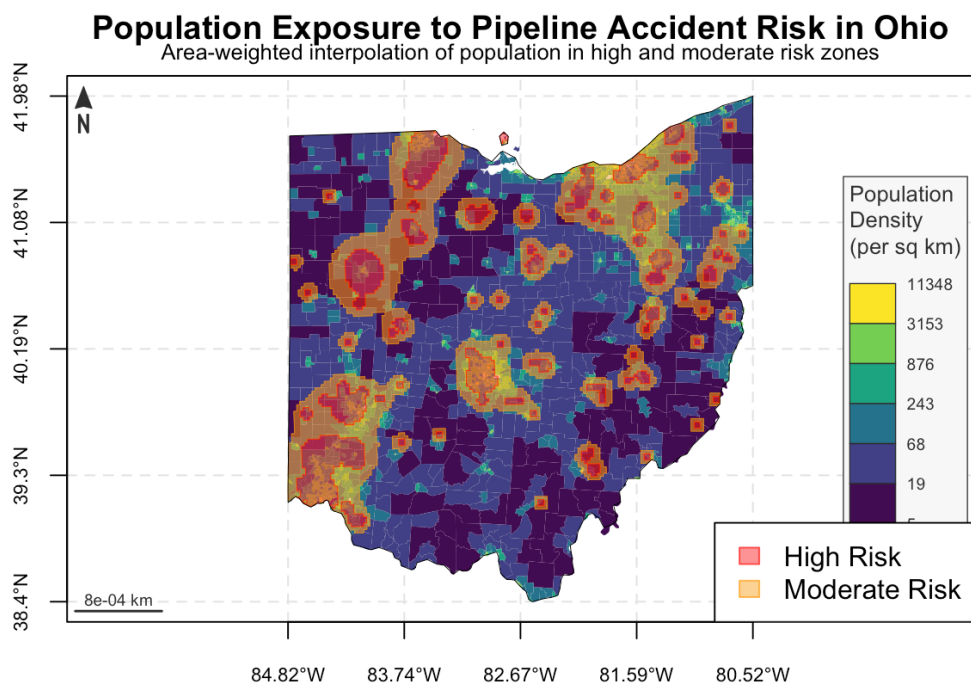 Population Exposure to Pipeline Accident Risk in Ohio
Area-weighted interpolation of population in high and moderate risk zones
41.98°N
41.08°N
40.19°N
39.3°N
38.4°N
N
Population
Density
(per sq km)
11348
3153
876
243
68
19
5
High Risk
Moderate Risk
8e-04 km
84.82°W
83.74°W
82.67°W
81.59°W
80.52°W